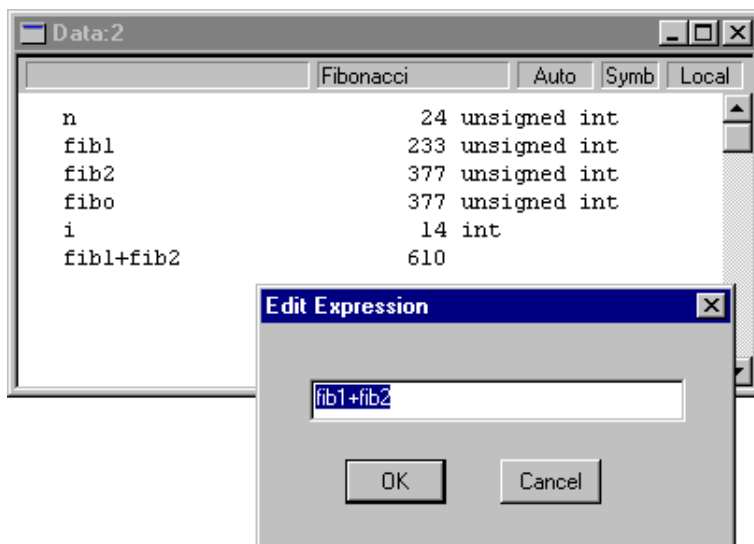 Data:2
Fibonacci Auto Symb Local
n 24 unsigned int
fib1 233 unsigned int
fib2 377 unsigned int
fibo 377 unsigned int
i 14 int
fib1+fib2 610
Edit Expression
fib1+fib2
OK Cancel